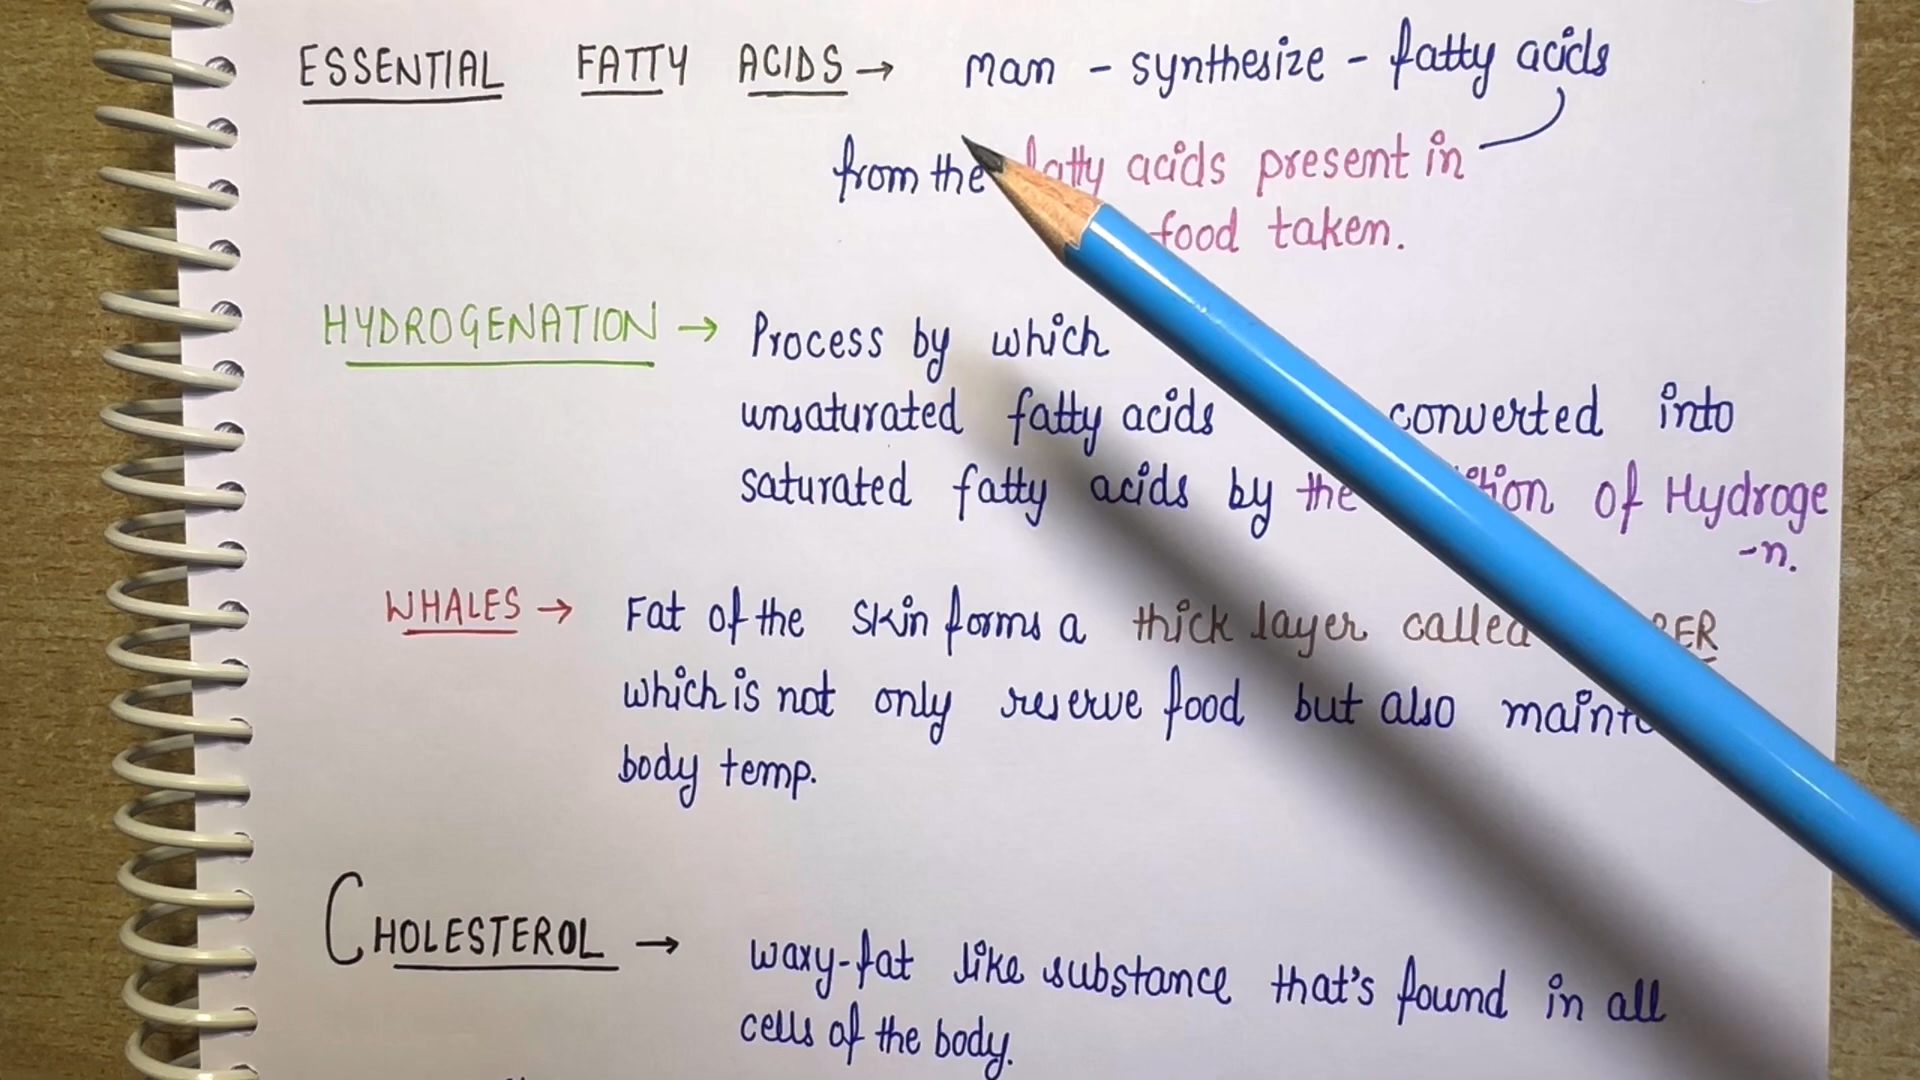 ESSENTIAL FATTY ACIDS → man - synthesize - fatty acids
from the fatty acids present in
food taken.
HYDROGENATION → Process by which
unsaturated fatty acids converted into
saturated fatty acids by the of Hydroge
-n.
WHALES → Fat of the skin forms a thick layer called
which is not only reserve food but also
body temp.
CHOLESTEROL → waxy-fat like substance that's found in all
cells of the body.